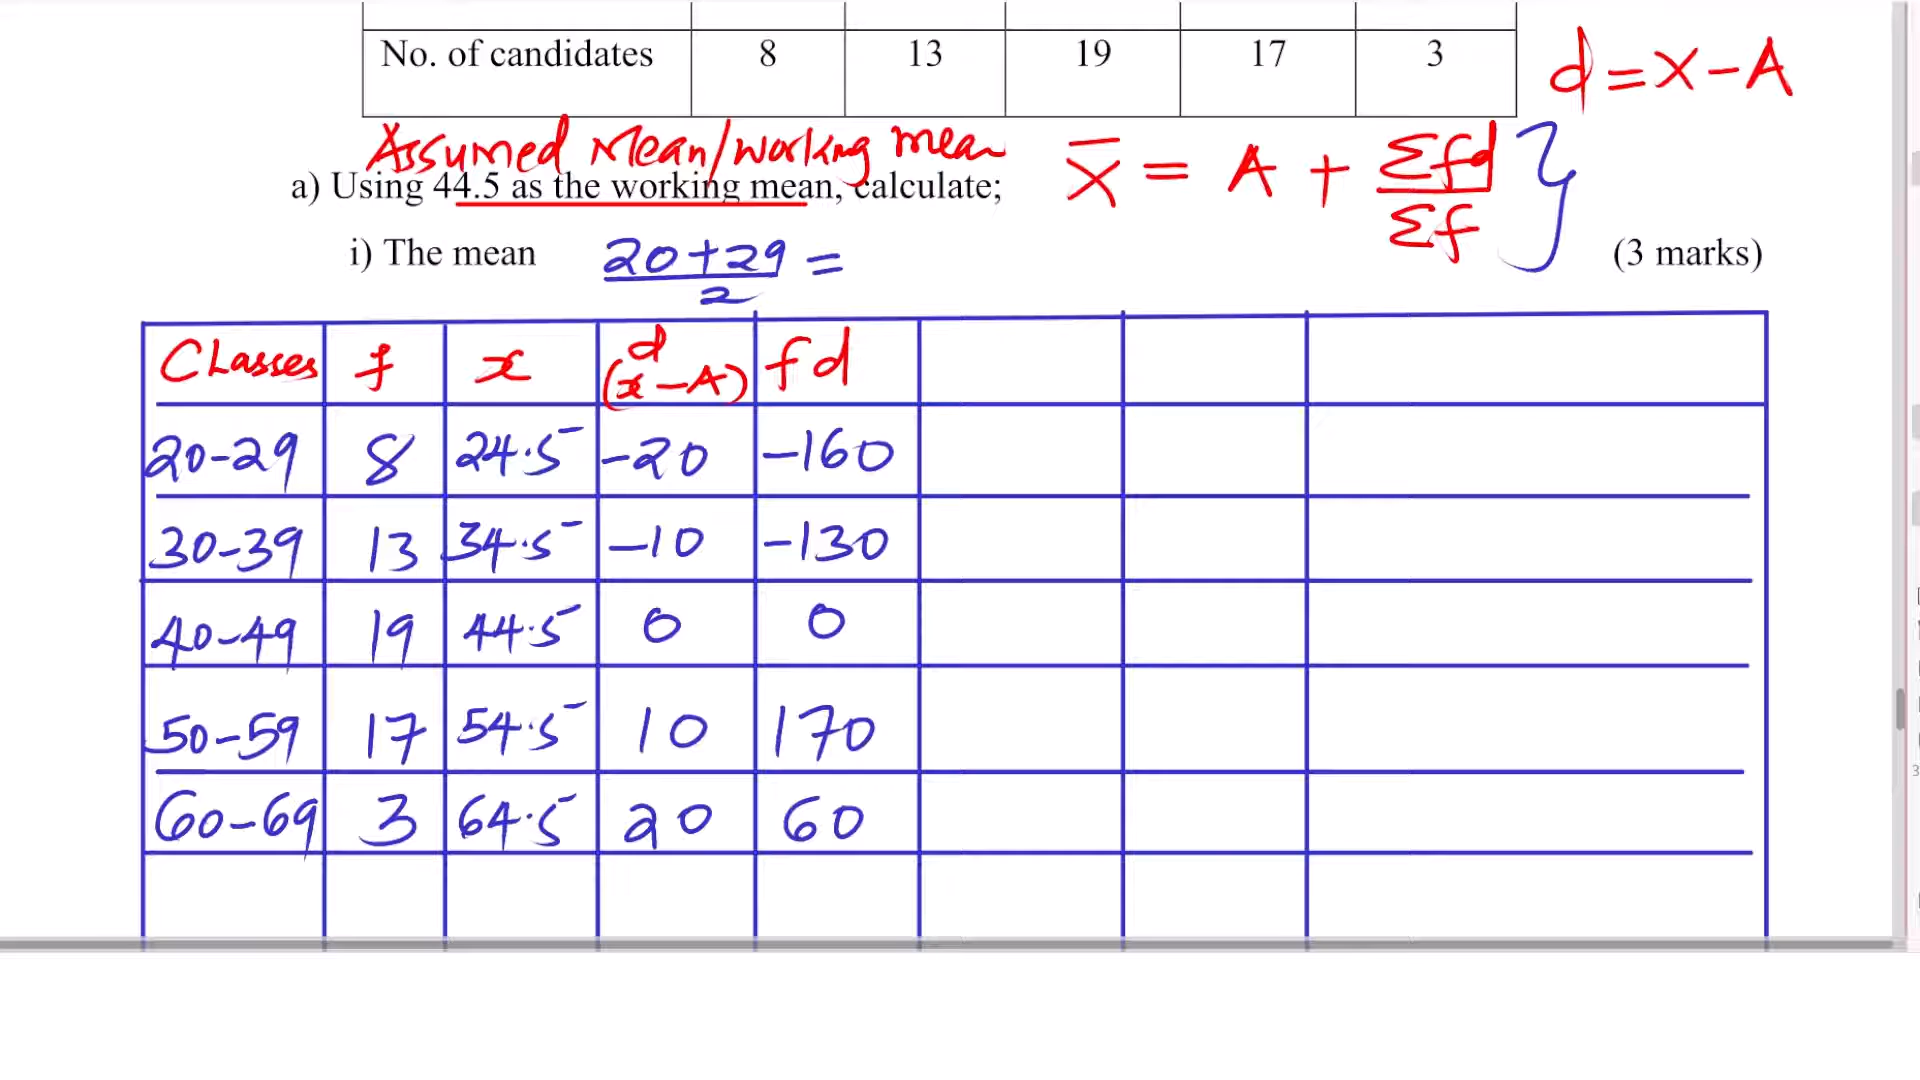 No. of candidates 8 13 19 17 3
d = x - A
Assumed Mean/working mean
a) Using 44.5 as the working mean, calculate;
x̄ = A + Σfd / Σf }
i) The mean 20+29 / 2 = (3 marks)
Classes f x d (x-A) fd
20-29 8 24.5 -20 -160
30-39 13 34.5 -10 -130
40-49 19 44.5 0 0
50-59 17 54.5 10 170
60-69 3 64.5 20 60